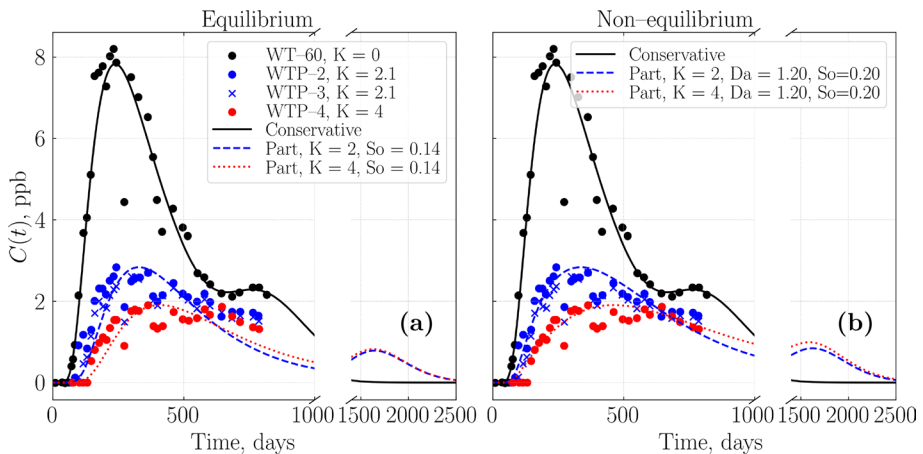 Equilibrium
Non–equilibrium
C(t), ppb
8
6
4
2
0
WT–60, K = 0
WTP–2, K = 2.1
WTP–3, K = 2.1
WTP–4, K = 4
Conservative
Part, K = 2, So = 0.14
Part, K = 4, So = 0.14
(a)
Conservative
Part, K = 2, Da = 1.20, So=0.20
Part, K = 4, Da = 1.20, So=0.20
(b)
0 500 1000 1500 2000 2500
0 500 1000 1500 2000 2500
Time, days
Time, days